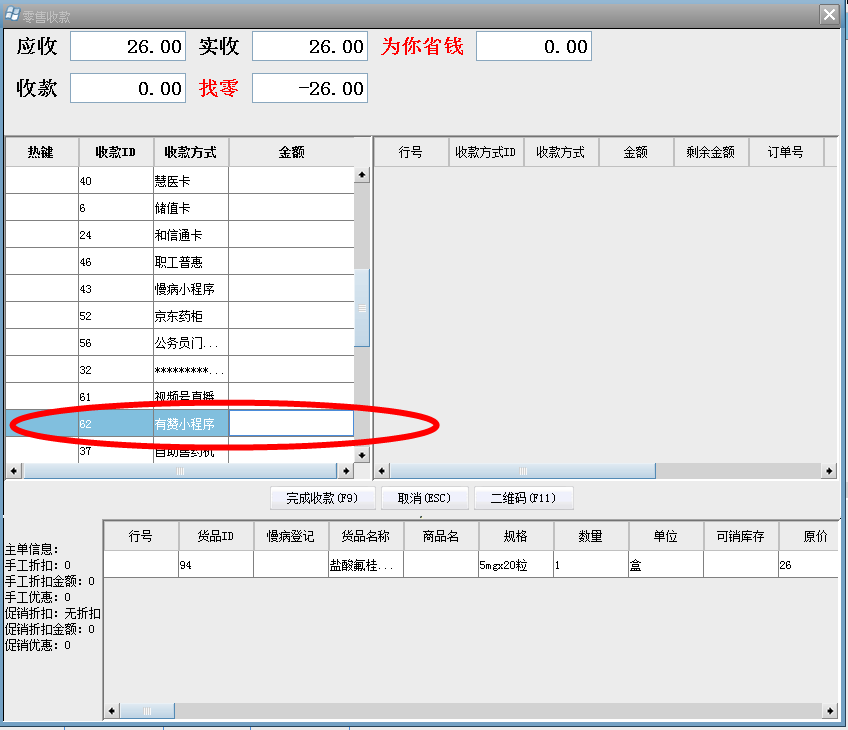 零售收款
应收 26.00 实收 26.00 为你省钱 0.00
收款 0.00 找零 -26.00
热键 收款ID 收款方式 金额
40 慧医卡
6 储值卡
24 和信通卡
46 职工普惠
43 慢病小程序
52 京东药柜
56 公务员门...
32 *********...
61 视频号直播
62 有赞小程序
37 自助售药机
行号 收款方式ID 收款方式 金额 剩余金额 订单号
完成收款(F9) 取消(ESC) 二维码(F11)
主单信息:
手工折扣: 0
手工折扣金额: 0
手工优惠: 0
促销折扣: 无折扣
促销折扣金额: 0
促销优惠: 0
行号 货品ID 慢病登记 货品名称 商品名 规格 数量 单位 可销库存 原价
94 盐酸氟桂... 5mgx20粒 1 盒 26